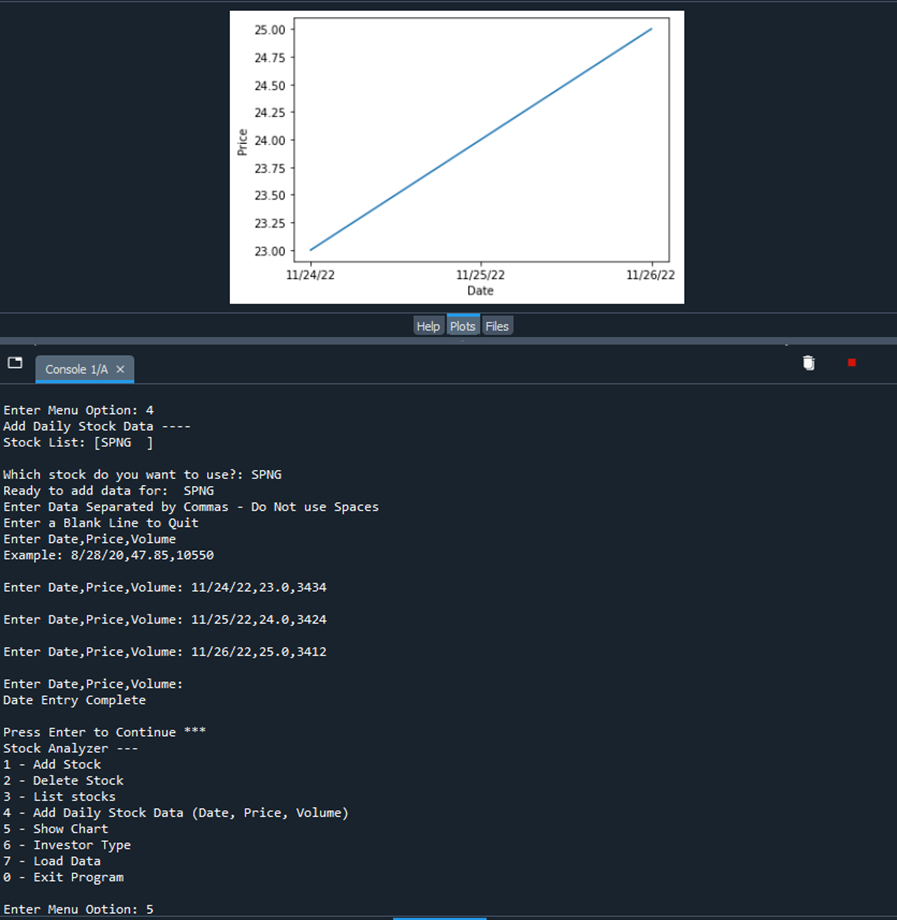 25.00
24.75
24.50
24.25
24.00
23.75
23.50
23.25
23.00
Price
11/24/22 11/25/22 11/26/22
Date
Help Plots Files
Console 1/A ×
Enter Menu Option: 4
Add Daily Stock Data ----
Stock List: [SPNG  ]
Which stock do you want to use?: SPNG
Ready to add data for:  SPNG
Enter Data Separated by Commas - Do Not use Spaces
Enter a Blank Line to Quit
Enter Date,Price,Volume
Example: 8/28/20,47.85,10550
Enter Date,Price,Volume: 11/24/22,23.0,3434
Enter Date,Price,Volume: 11/25/22,24.0,3424
Enter Date,Price,Volume: 11/26/22,25.0,3412
Enter Date,Price,Volume:
Date Entry Complete
Press Enter to Continue ***
Stock Analyzer ---
1 - Add Stock
2 - Delete Stock
3 - List stocks
4 - Add Daily Stock Data (Date, Price, Volume)
5 - Show Chart
6 - Investor Type
7 - Load Data
0 - Exit Program
Enter Menu Option: 5